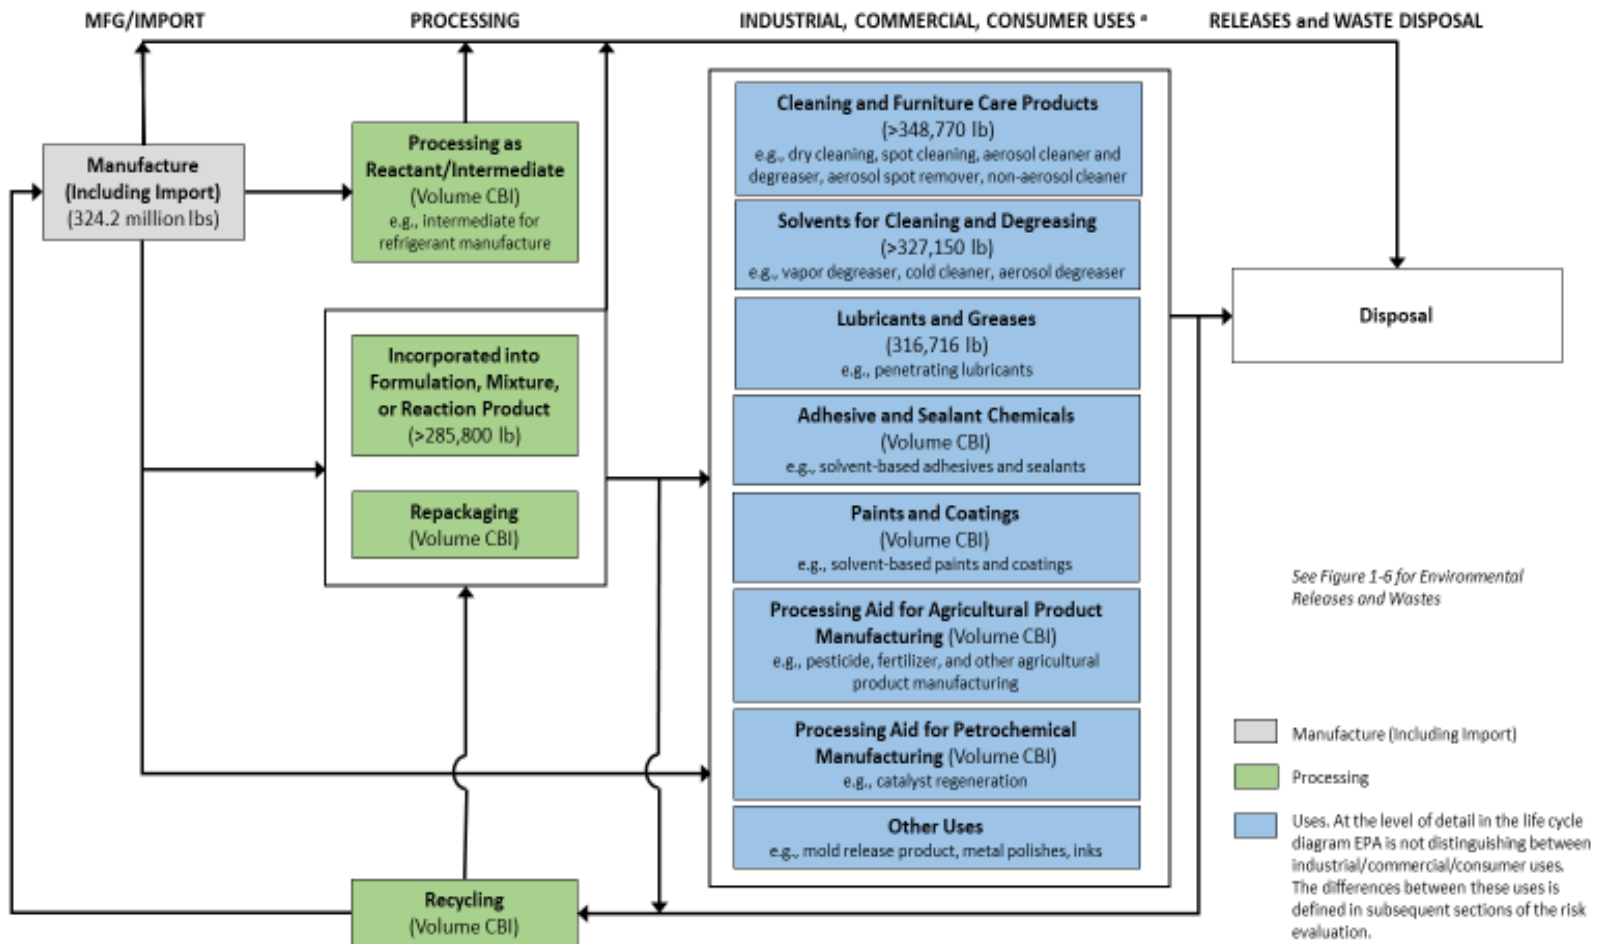 MFG/IMPORT
PROCESSING
INDUSTRIAL, COMMERCIAL, CONSUMER USES ᵃ
RELEASES and WASTE DISPOSAL
Manufacture
(Including Import)
(324.2 million lbs)
Processing as
Reactant/Intermediate
(Volume CBI)
e.g., intermediate for
refrigerant manufacture
Incorporated into
Formulation, Mixture,
or Reaction Product
(>285,800 lb)
Repackaging
(Volume CBI)
Recycling
(Volume CBI)
Cleaning and Furniture Care Products
(>348,770 lb)
e.g., dry cleaning, spot cleaning, aerosol cleaner and
degreaser, aerosol spot remover, non-aerosol cleaner
Solvents for Cleaning and Degreasing
(>327,150 lb)
e.g., vapor degreaser, cold cleaner, aerosol degreaser
Lubricants and Greases
(316,716 lb)
e.g., penetrating lubricants
Adhesive and Sealant Chemicals
(Volume CBI)
e.g., solvent-based adhesives and sealants
Paints and Coatings
(Volume CBI)
e.g., solvent-based paints and coatings
Processing Aid for Agricultural Product
Manufacturing (Volume CBI)
e.g., pesticide, fertilizer, and other agricultural
product manufacturing
Processing Aid for Petrochemical
Manufacturing (Volume CBI)
e.g., catalyst regeneration
Other Uses
e.g., mold release product, metal polishes, inks
Disposal
See Figure 1-6 for Environmental
Releases and Wastes
Manufacture (Including Import)
Processing
Uses. At the level of detail in the life cycle
diagram EPA is not distinguishing between
industrial/commercial/consumer uses.
The differences between these uses is
defined in subsequent sections of the risk
evaluation.